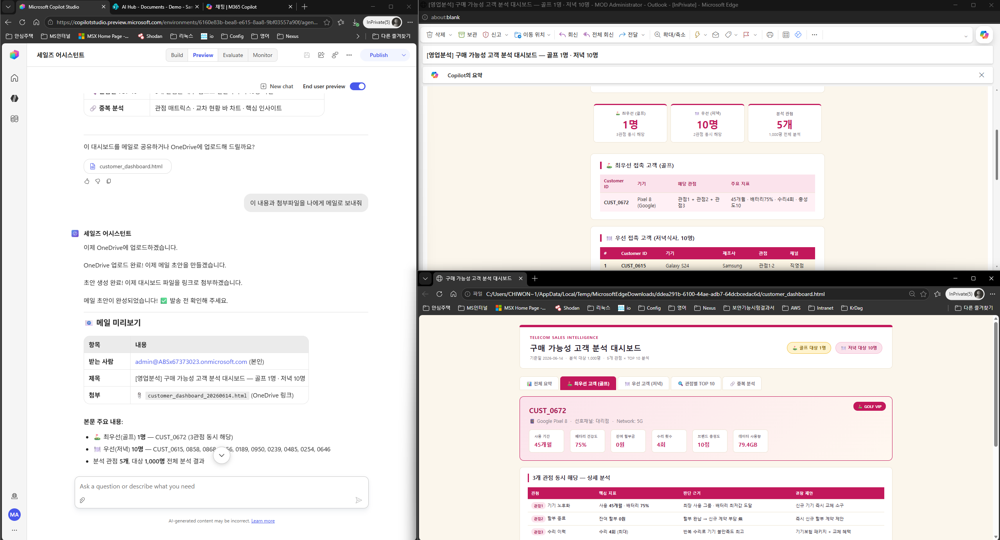 Microsoft Copilot Studio
AI Hub - Documents - Demo - San
채팅 | M365 Copilot
https://copilotstudio.preview.microsoft.com/environments/6160e83b-bea8-e615-8aa8-9bf03557a90f/agen...
InPrivate(5)
안심주택
MS인터널
MSX Home Page -...
Shodan
리눅스
io
Config
영어
Nexus
다른 즐겨찾기
세일즈 어시스턴트
Build
Preview
Evaluate
Monitor
Publish
New chat
End user preview
중복 분석
관점 매트릭스 · 교차 현황 바 차트 · 핵심 인사이트
이 대시보드를 메일로 공유하거나 OneDrive에 업로드해 드릴까요?
customer_dashboard.html
이 내용과 첨부파일을 나에게 메일로 보내줘
세일즈 어시스턴트
이제 OneDrive에 업로드하겠습니다.
OneDrive 업로드 완료! 이제 메일 초안을 만들겠습니다.
초안 생성 완료! 이제 대시보드 파일을 링크로 첨부하겠습니다.
메일 초안이 완성되었습니다! ✅ 발송 전 확인해 주세요.
메일 미리보기
항목 내용
받는 사람 admin@ABSx67373023.onmicrosoft.com (본인)
제목 [영업분석] 구매 가능성 고객 분석 대시보드 — 골프 1명 · 저녁 10명
첨부 customer_dashboard_20260614.html (OneDrive 링크)
본문 주요 내용:
• 최우선(골프) 1명 — CUST_0672 (3관점 동시 해당)
• 우선(저녁) 10명 — CUST_0615, 0858, 0868, 0189, 0950, 0239, 0485, 0254, 0646
• 분석 관점 5개, 대상 1,000명 전체 분석 결과
Ask a question or describe what you need
AI-generated content may be incorrect. Learn more
MA
[영업분석] 구매 가능성 고객 분석 대시보드 — 골프 1명 · 저녁 10명 - MOD Administrator - Outlook - [InPrivate] - Microsoft Edge
about:blank
삭제
보관
신고
이동 위치
회신
전체 회신
전달
확대/축소
[영업분석] 구매 가능성 고객 분석 대시보드 — 골프 1명 · 저녁 10명
Copilot의 요약
최우선 (골프)
1명
3관점 동시 해당
우선 (저녁)
10명
2관점 동시 해당
분석 관점
5개
1,000명 전체 분석
최우선 접촉 고객 (골프)
Customer ID 기기 해당 관점 주요 지표
CUST_0672 Pixel 8 (Google) 관점1 + 관점2 + 관점3 45개월 · 배터리75% · 수리4회 · 충성도10
우선 접촉 고객 (저녁식사, 10명)
# Customer ID 기기 제조사 관점 채널
1 CUST_0615 Galaxy S24 Samsung 관점1·2 직영점
구매 가능성 고객 분석 대시보드
파일 C:/Users/CHIWON~1/AppData/Local/Temp/MicrosoftEdgeDownloads/ddea291b-6100-44ae-adb7-64dcbcedac6d/customer_dashboard.html
InPrivate(5)
안심주택
MS인터널
MSX Home Page -...
Shodan
리눅스
io
Config
영어
Nexus
보안기능시험결과서
AWS
Intranet
KrDag
다른 즐겨찾기
TELECOM SALES INTELLIGENCE
구매 가능성 고객 분석 대시보드
기준일 2026-06-14 · 분석 대상 1,000명 · 5개 관점 × TOP 10 분석
골프 대상 1명
저녁 대상 10명
전체 요약
최우선 고객 (골프)
우선 고객 (저녁)
관점별 TOP 10
중복 분석
CUST_0672
GOLF VIP
Google Pixel 8 · 선호채널: 대리점 · Network: 5G
사용 기간
45개월
배터리 건강도
75%
잔여 할부금
0원
수리 횟수
4회
브랜드 충성도
10점
데이터 사용량
79.4GB
3개 관점 동시 해당 — 상세 분석
관점 핵심 지표 판단 근거 권장 제안
관점1 기기 노후화 사용 45개월 · 배터리 75% 최장 사용 그룹 · 배터리 최저값 도달 신규 기기 즉시 교체 소구
관점2 할부 종료 잔여 할부 0원 할부 완납 → 신규 계약 부담 無 즉시 신규 할부 계약 제안
관점3 수리 이력 수리 4회 (최대) 반복 수리로 기기 불만족도 최고 기기보험 패키지 + 교체 혜택